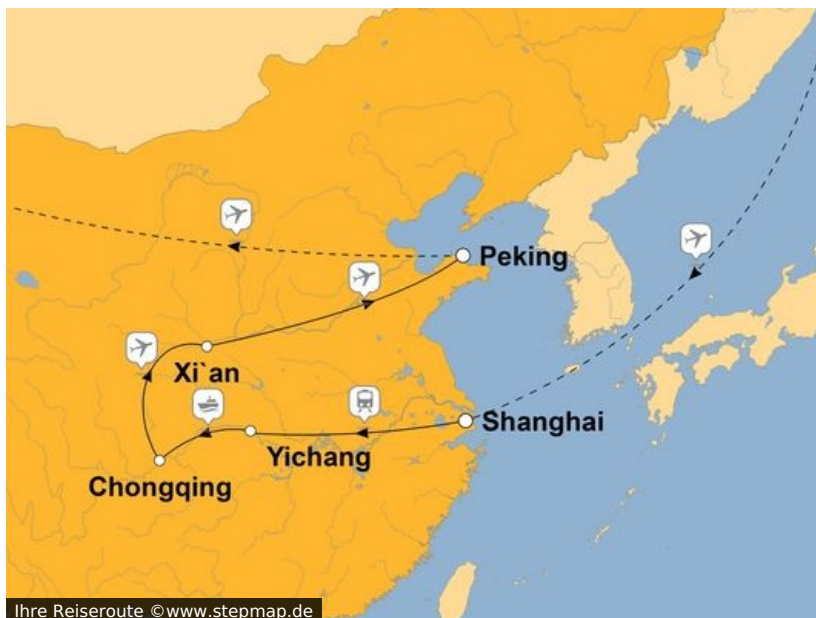 Peking
Xi`an
Shanghai
Yichang
Chongqing
Ihre Reiseroute ©www.stepmap.de